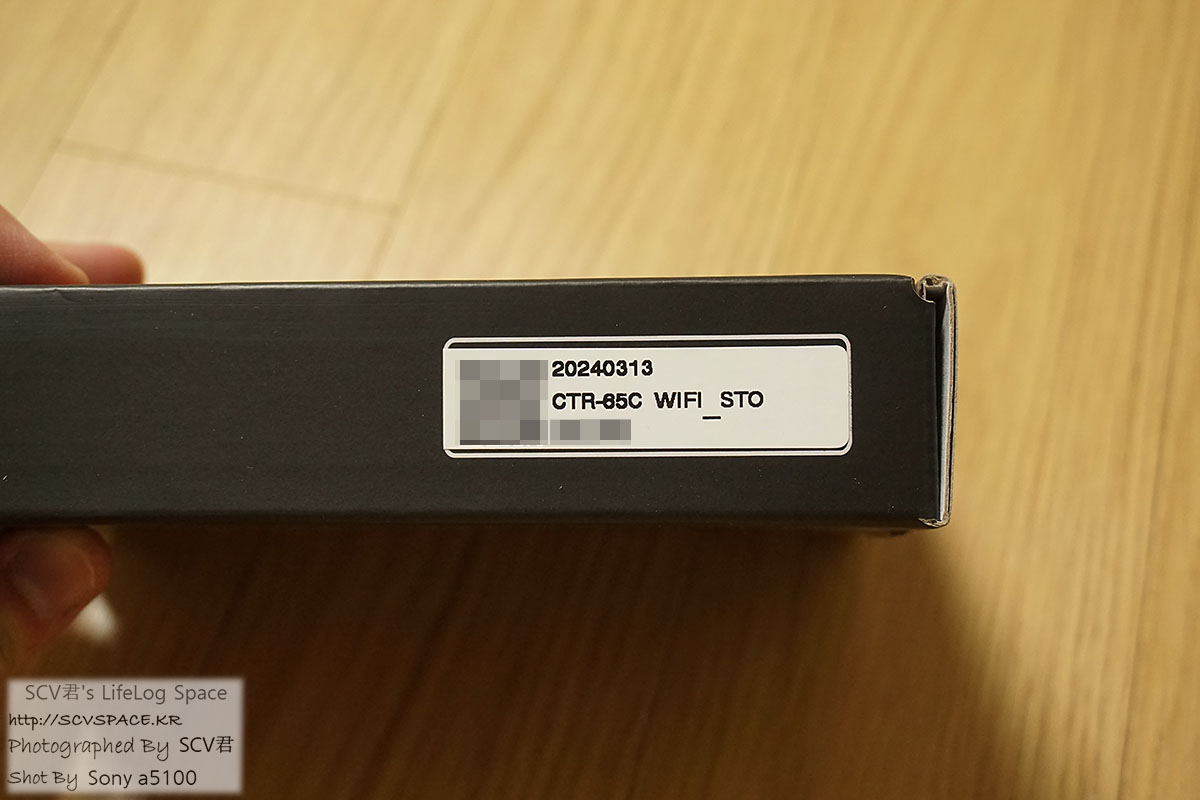 20240313
CTR-65C WIFI_STO
SCV君's LifeLog Space
http://SCVSPACE.KR
Photographed By SCV君
Shot By Sony a5100